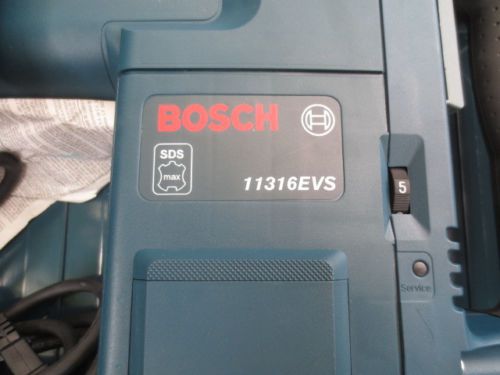 BOSCH
SDS
max
11316EVS
5
Service